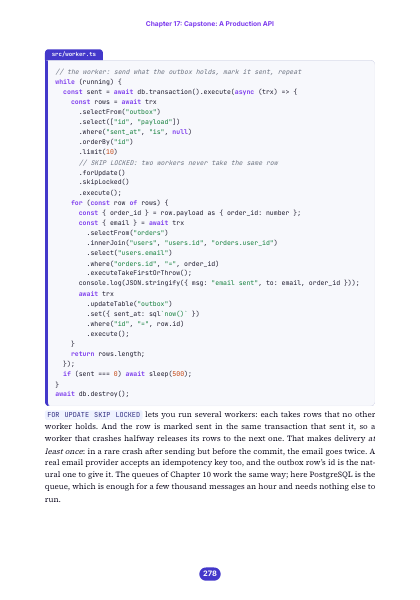 Chapter 17: Capstone: A Production API
src/worker.ts
// the worker: send what the outbox holds, mark it sent, repeat
while (running) {
  const sent = await db.transaction().execute(async (trx) => {
    const rows = await trx
      .selectFrom("outbox")
      .select(["id", "payload"])
      .where("sent_at", "is", null)
      .orderBy("id")
      .limit(10)
      // SKIP LOCKED: two workers never take the same row
      .forUpdate()
      .skipLocked()
      .execute();
    for (const row of rows) {
      const { order_id } = row.payload as { order_id: number };
      const { email } = await trx
        .selectFrom("orders")
        .innerJoin("users", "users.id", "orders.user_id")
        .select("users.email")
        .where("orders.id", "=", order_id)
        .executeTakeFirstOrThrow();
      console.log(JSON.stringify({ msg: "email sent", to: email, order_id }));
      await trx
        .updateTable("outbox")
        .set({ sent_at: sql`now()` })
        .where("id", "=", row.id)
        .execute();
    }
    return rows.length;
  });
  if (sent === 0) await sleep(500);
}
await db.destroy();
FOR UPDATE SKIP LOCKED lets you run several workers: each takes rows that no other
worker holds. And the row is marked sent in the same transaction that sent it, so a
worker that crashes halfway releases its rows to the next one. That makes delivery at
least once: in a rare crash after sending but before the commit, the email goes twice. A
real email provider accepts an idempotency key too, and the outbox row's id is the nat-
ural one to give it. The queues of Chapter 10 work the same way; here PostgreSQL is the
queue, which is enough for a few thousand messages an hour and needs nothing else to
run.
278